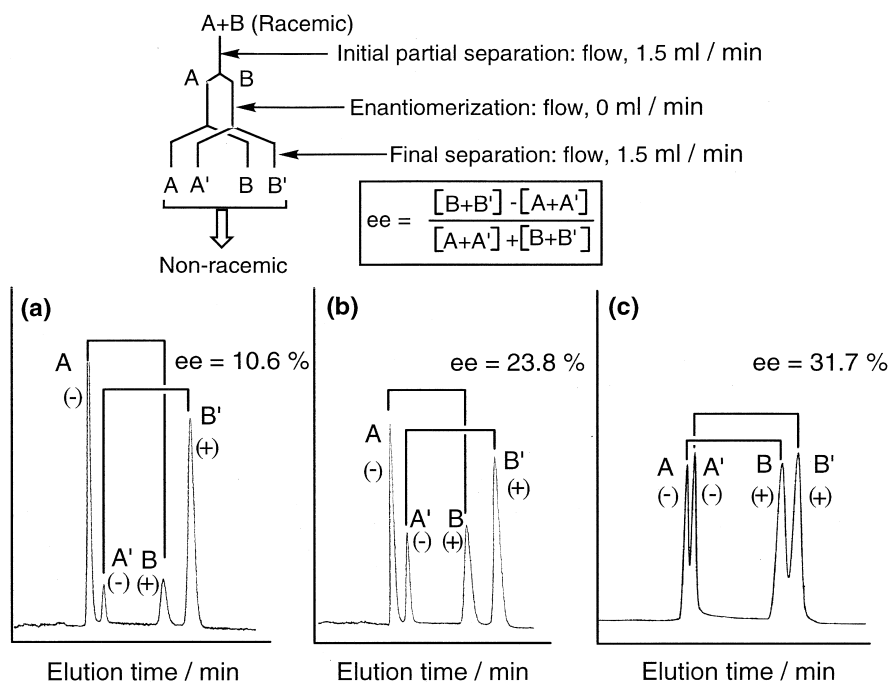 A+B (Racemic)
Initial partial separation: flow, 1.5 ml / min
A B
Enantiomerization: flow, 0 ml / min
Final separation: flow, 1.5 ml / min
A A' B B'
ee = [B+B'] - [A+A']
[A+A'] + [B+B']
Non-racemic
(a)
ee = 10.6 %
A
(-)
B'
(+)
A' B
(-) (+)
Elution time / min
(b)
ee = 23.8 %
A
(-)
B'
(+)
A' B
(-) (+)
Elution time / min
(c)
ee = 31.7 %
A A' B B'
(-) (-) (+) (+)
Elution time / min